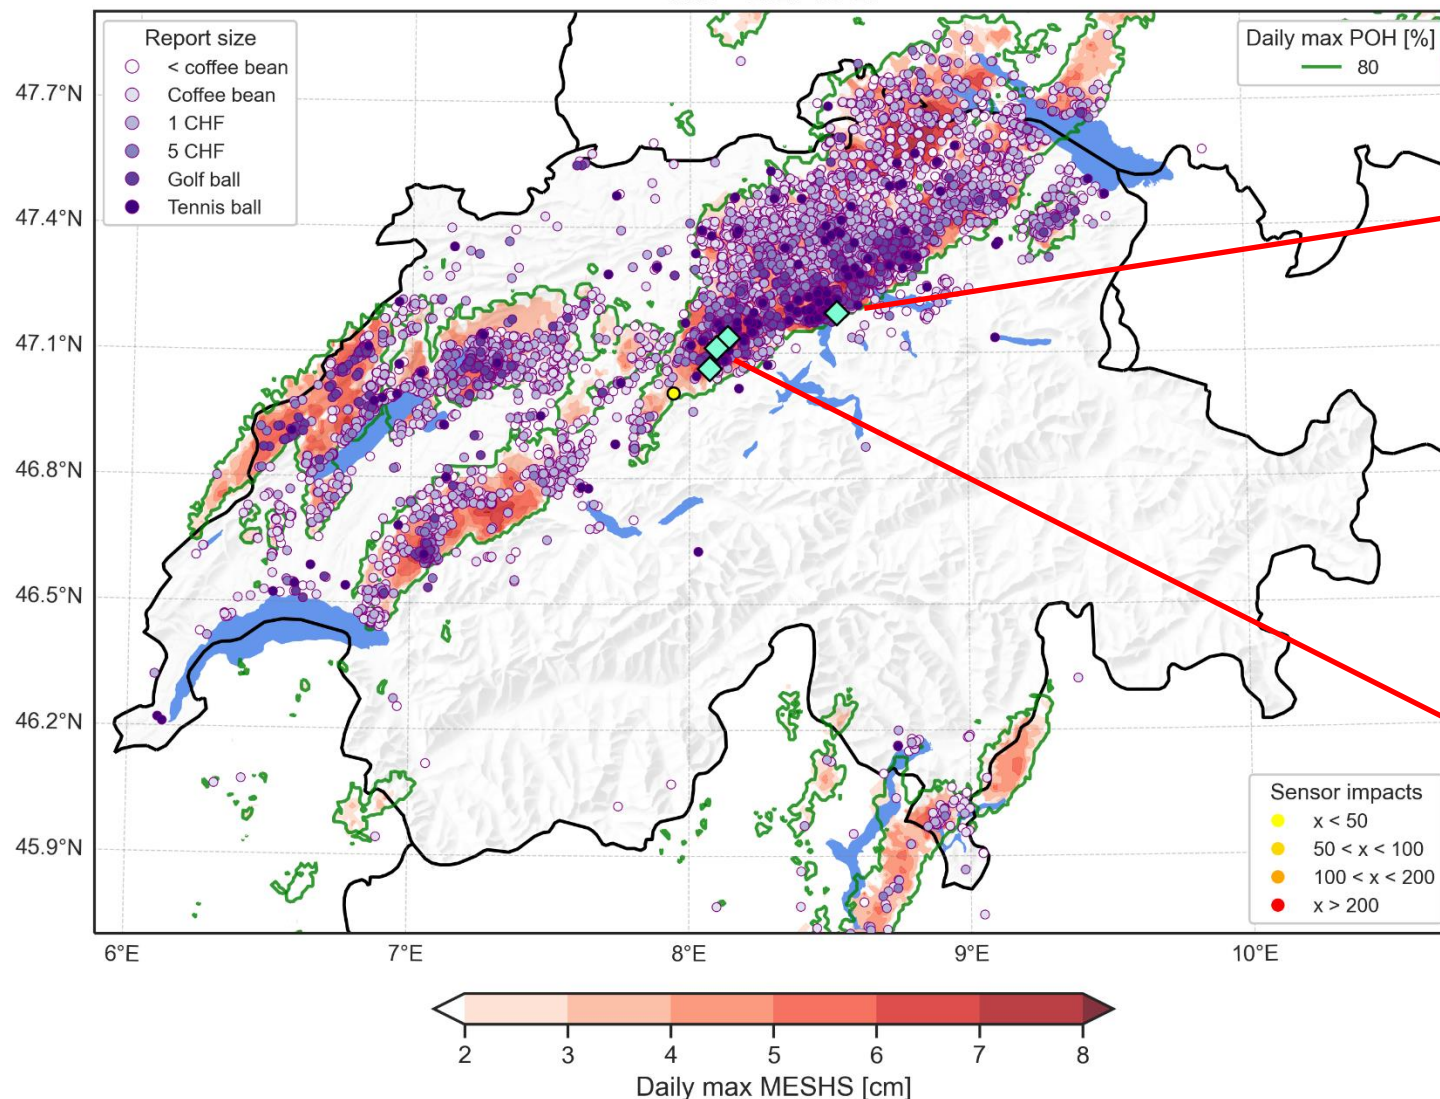 Report size
< coffee bean
Coffee bean
1 CHF
5 CHF
Golf ball
Tennis ball
Daily max POH [%]
80
47.7°N
47.4°N
47.1°N
46.8°N
46.5°N
46.2°N
45.9°N
Sensor impacts
x < 50
50 < x < 100
100 < x < 200
x > 200
6°E 7°E 8°E 9°E 10°E
2 3 4 5 6 7 8
Daily max MESHS [cm]